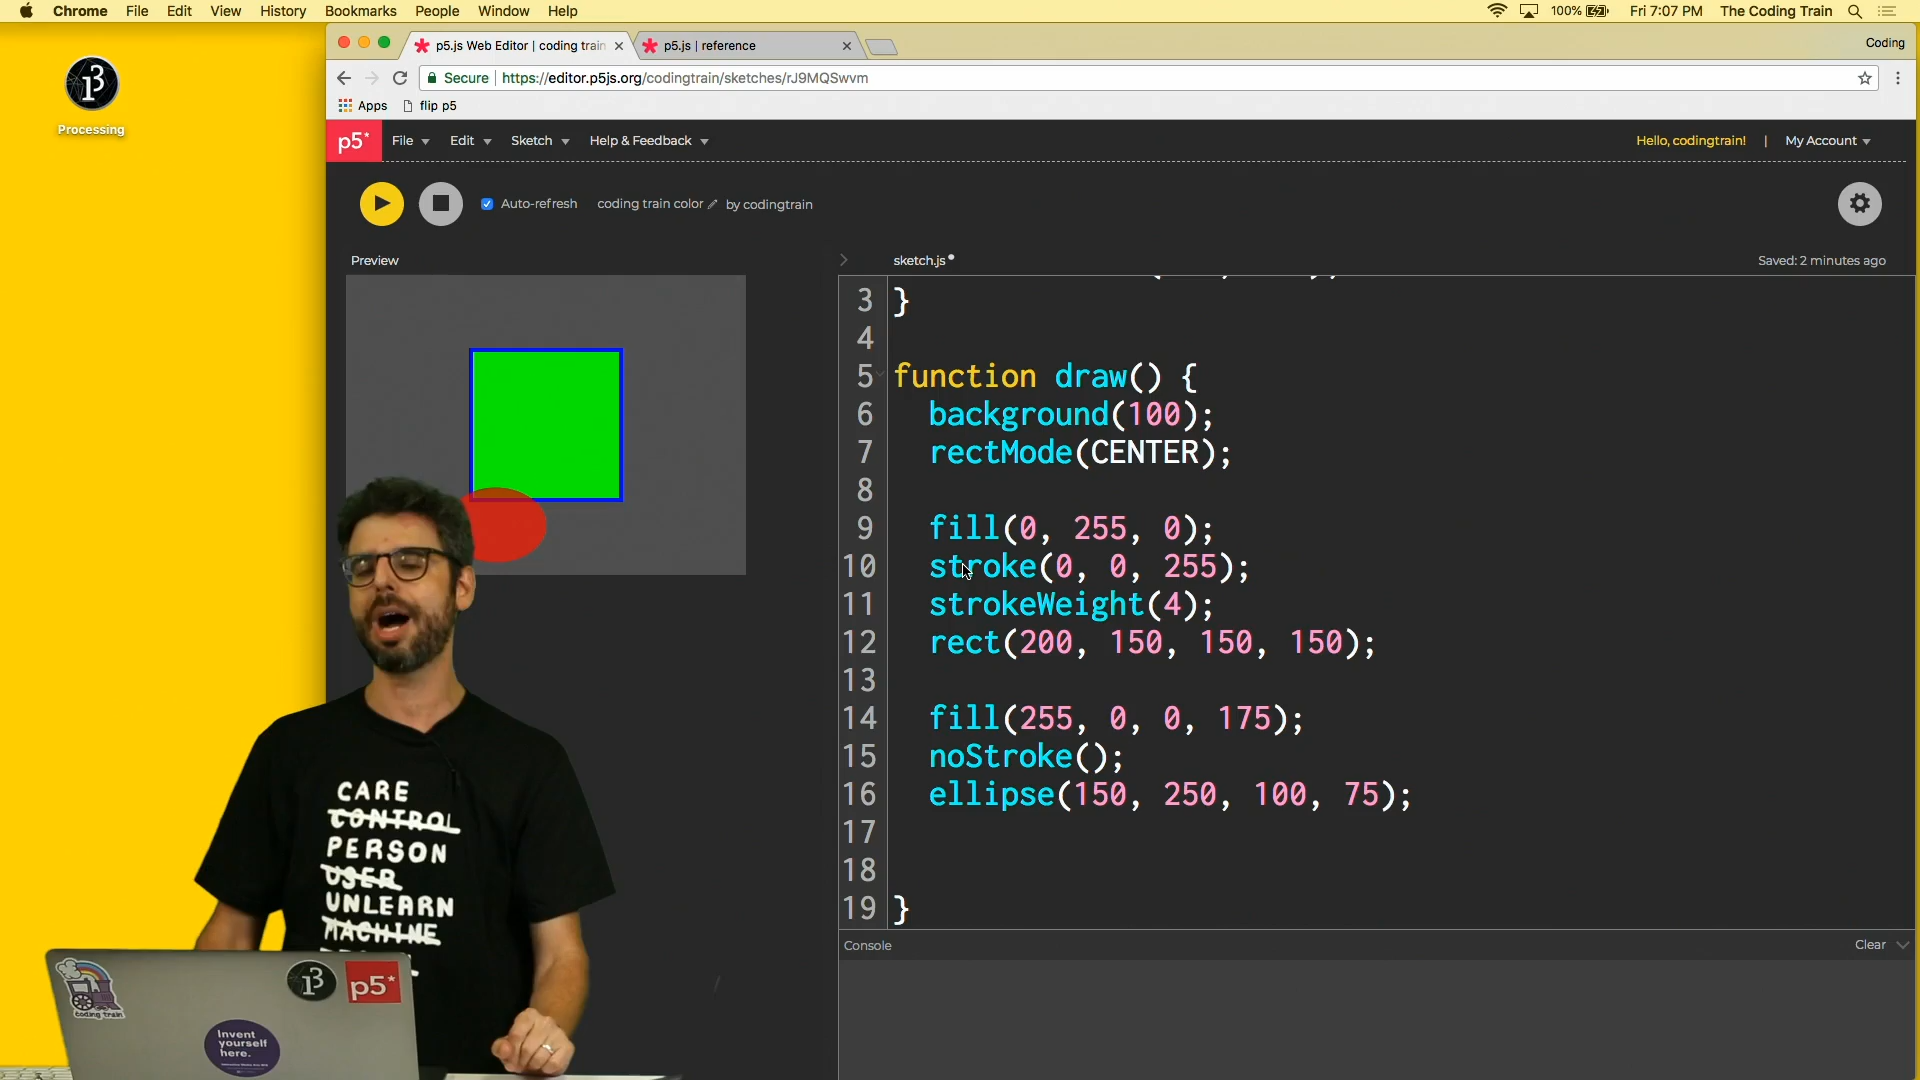 Chrome File Edit View History Bookmarks People Window Help
100% Fri 7:07 PM The Coding Train
Processing
p5.js Web Editor | coding train
p5.js | reference
Coding
Secure https://editor.p5js.org/codingtrain/sketches/rJ9MQSwvm
Apps flip p5
p5* File Edit Sketch Help & Feedback
Hello, codingtrain! | My Account
Auto-refresh coding train color by codingtrain
Preview
sketch.js
Saved: 2 minutes ago
3 }
4
5 function draw() {
6 background(100);
7 rectMode(CENTER);
8
9 fill(0, 255, 0);
10 stroke(0, 0, 255);
11 strokeWeight(4);
12 rect(200, 150, 150, 150);
13
14 fill(255, 0, 0, 175);
15 noStroke();
16 ellipse(150, 250, 100, 75);
17
18
19 }
Console
Clear
CARE
CONTROL
PERSON
USER
UNLEARN
MACHINE
coding train
p5*
Invent
yourself
here.